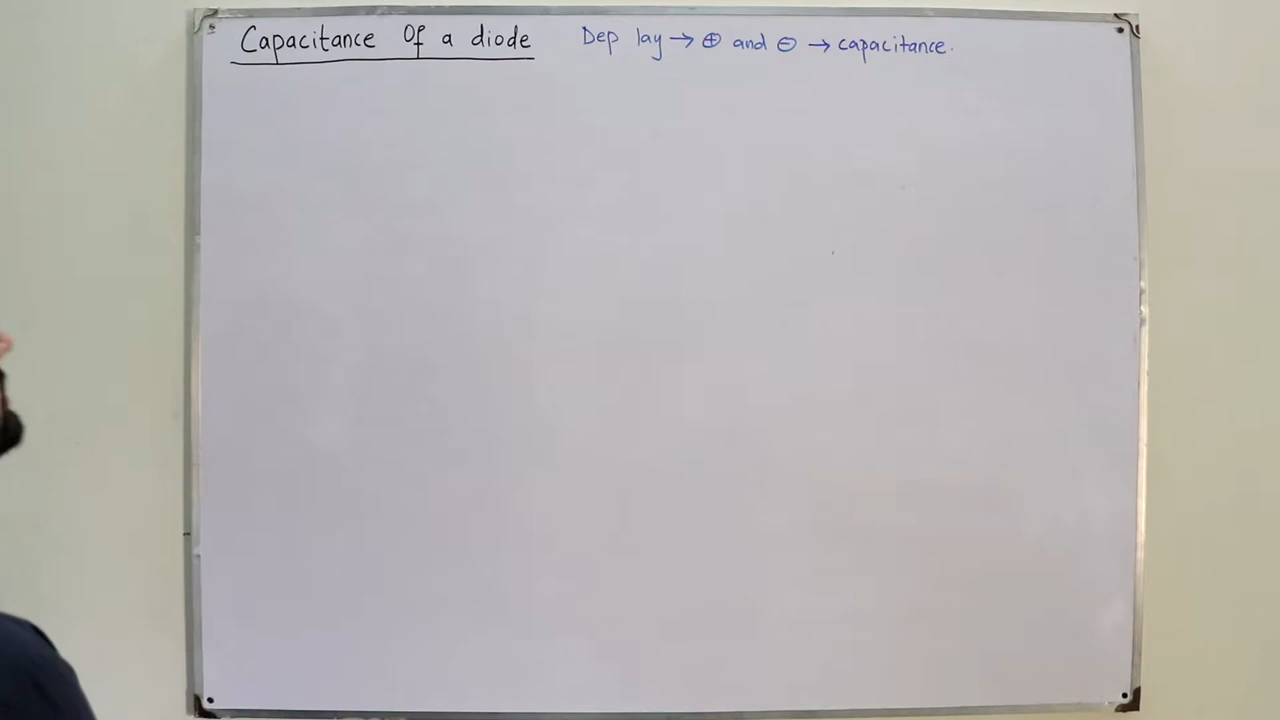 Capacitance Of a diode Dep lay → ⊕ and ⊖ → capacitance.